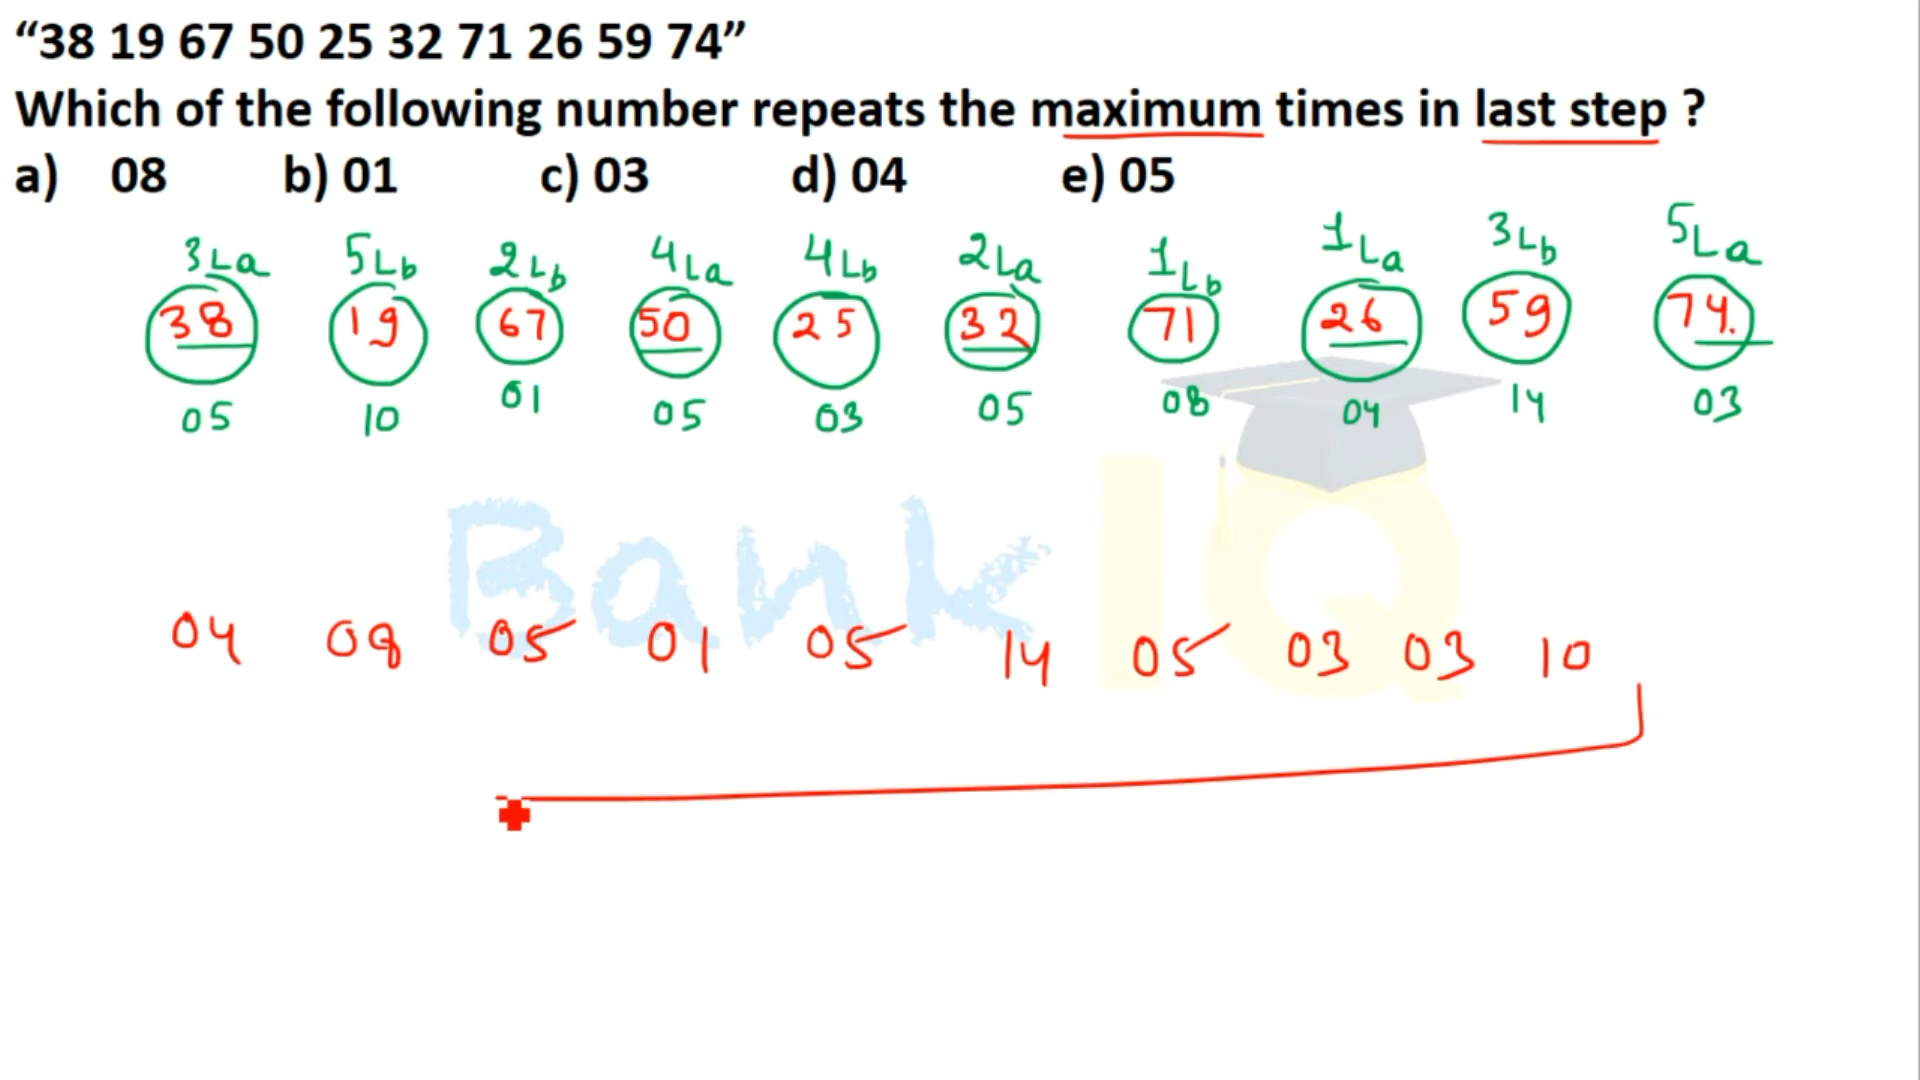 “38 19 67 50 25 32 71 26 59 74”
Which of the following number repeats the maximum times in last step ?
a) 08 b) 01 c) 03 d) 04 e) 05
3La 5Lb 2Lb 4La 4Lb 2La 1Lb 1La 3Lb 5La
38 19 67 50 25 32 71 26 59 74.
05 10 01 05 03 05 08 04 14 03
Bank IQ
04 08 05 01 05 14 05 03 03 10